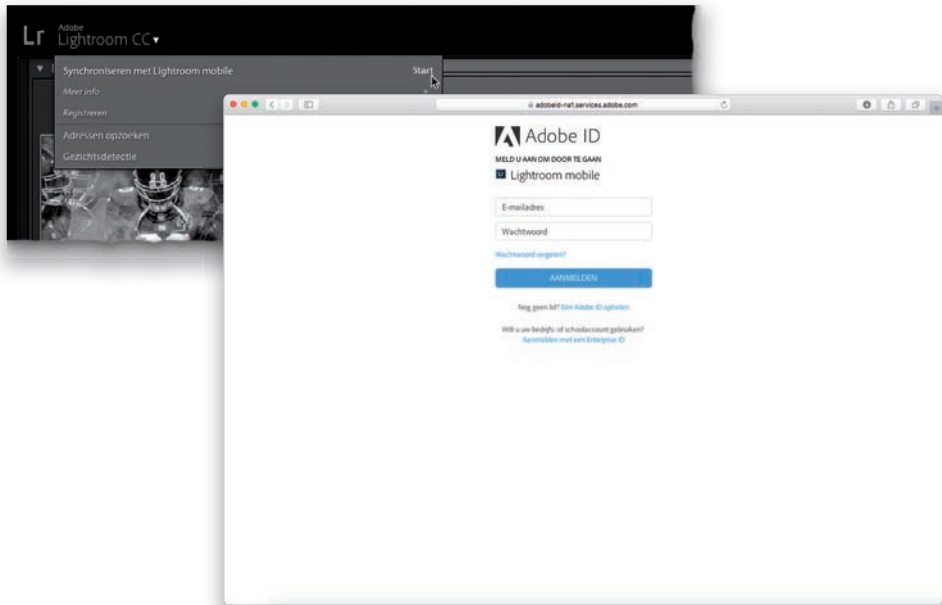 Lr
Adobe
Lightroom CC
Synchroniseren met Lightroom mobile Start
Meer info
Registreren
Adressen opzoeken
Gezichtsdetectie
adobeid-na1.services.adobe.com
Adobe ID
MELD U AAN OM DOOR TE GAAN
Lr Lightroom mobile
E-mailadres
Wachtwoord
Wachtwoord vergeten?
AANMELDEN
Nog geen lid? Een Adobe ID ophalen
Wilt u uw bedrijfs- of schoolaccount gebruiken?
Aanmelden met een Enterprise ID